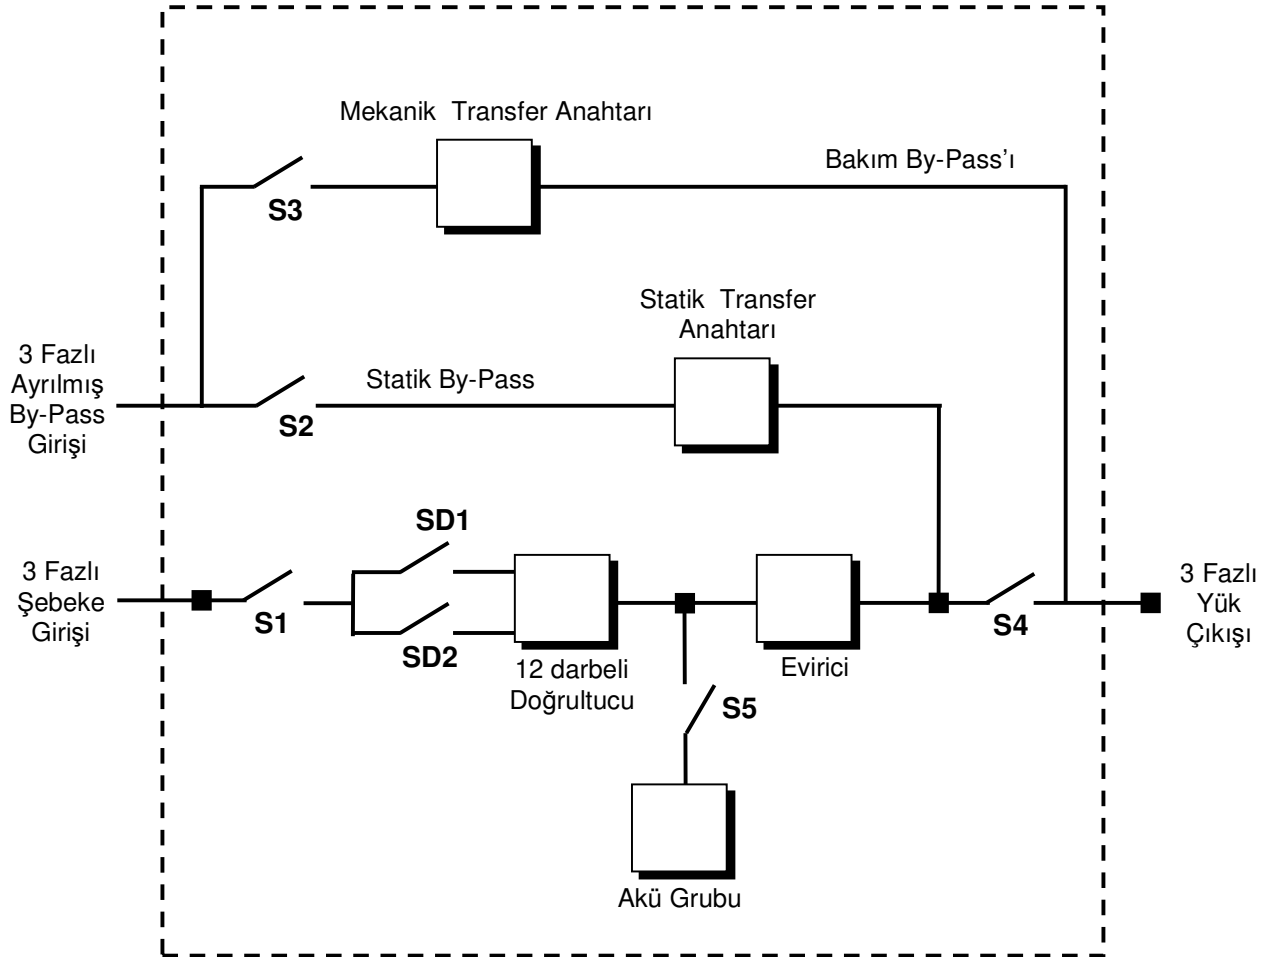 Mekanik Transfer Anahtarı
Bakım By-Pass'ı
S3
Statik Transfer
Anahtarı
3 Fazlı
Ayrılmış
By-Pass
Girişi
Statik By-Pass
S2
SD1
3 Fazlı
Şebeke
Girişi
S1
SD2
12 darbeli
Doğrultucu
Evirici
S4
3 Fazlı
Yük
Çıkışı
S5
Akü Grubu